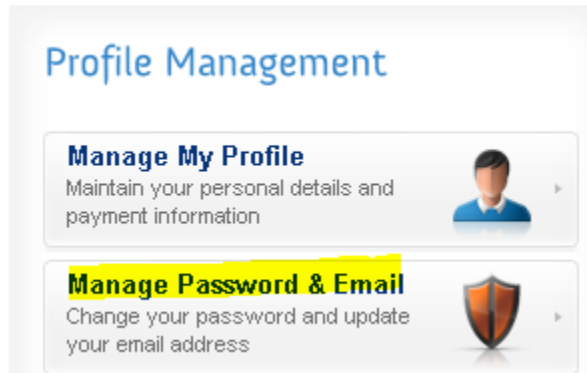 Profile Management
Manage My Profile
Maintain your personal details and
payment information
Manage Password & Email
Change your password and update
your email address